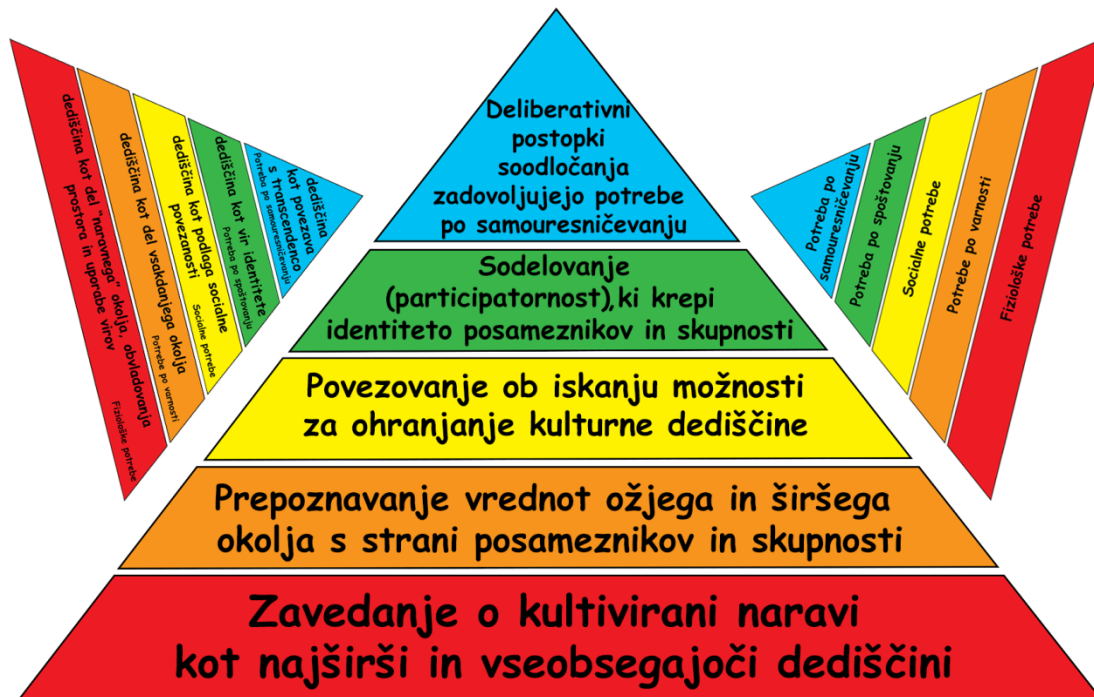 dediščina kot del "naravnega" okolja, obvladovanja
prostora in uporabe virov
Fiziološke potrebe
dediščina kot del vsakdanjega okolja
Potrebe po varnosti
dediščina kot podlaga socialne
povezanosti
Socialne potrebe
dediščina kot vir identitete
Potreba po spoštovanju
dediščina
kot povezava
s transcendenco
Potreba po samouresničevanju
Deliberativni
postopki
soodločanja
zadovoljujejo potrebe
po samouresničevanju
Sodelovanje
(participatornost),ki krepi
identiteto posameznikov in skupnosti
Povezovanje ob iskanju možnosti
za ohranjanje kulturne dediščine
Prepoznavanje vrednot ožjega in širšega
okolja s strani posameznikov in skupnosti
Zavedanje o kultivirani naravi
kot najširši in vseobsegajoči dediščini
Potreba po
samouresničevanju
Potreba po spoštovanju
Socialne potrebe
Potrebe po varnosti
Fiziološke potrebe